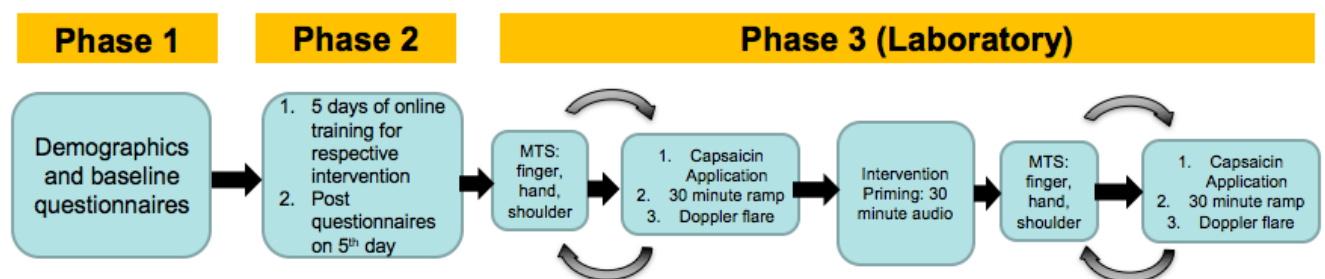 Phase 1
Phase 2
Phase 3 (Laboratory)
Demographics
and baseline
questionnaires
1. 5 days of online
training for
respective
intervention
2. Post
questionnaires
on 5th day
MTS:
finger,
hand,
shoulder
1. Capsaicin
Application
2. 30 minute ramp
3. Doppler flare
Intervention
Priming: 30
minute audio
MTS:
finger,
hand,
shoulder
1. Capsaicin
Application
2. 30 minute ramp
3. Doppler flare